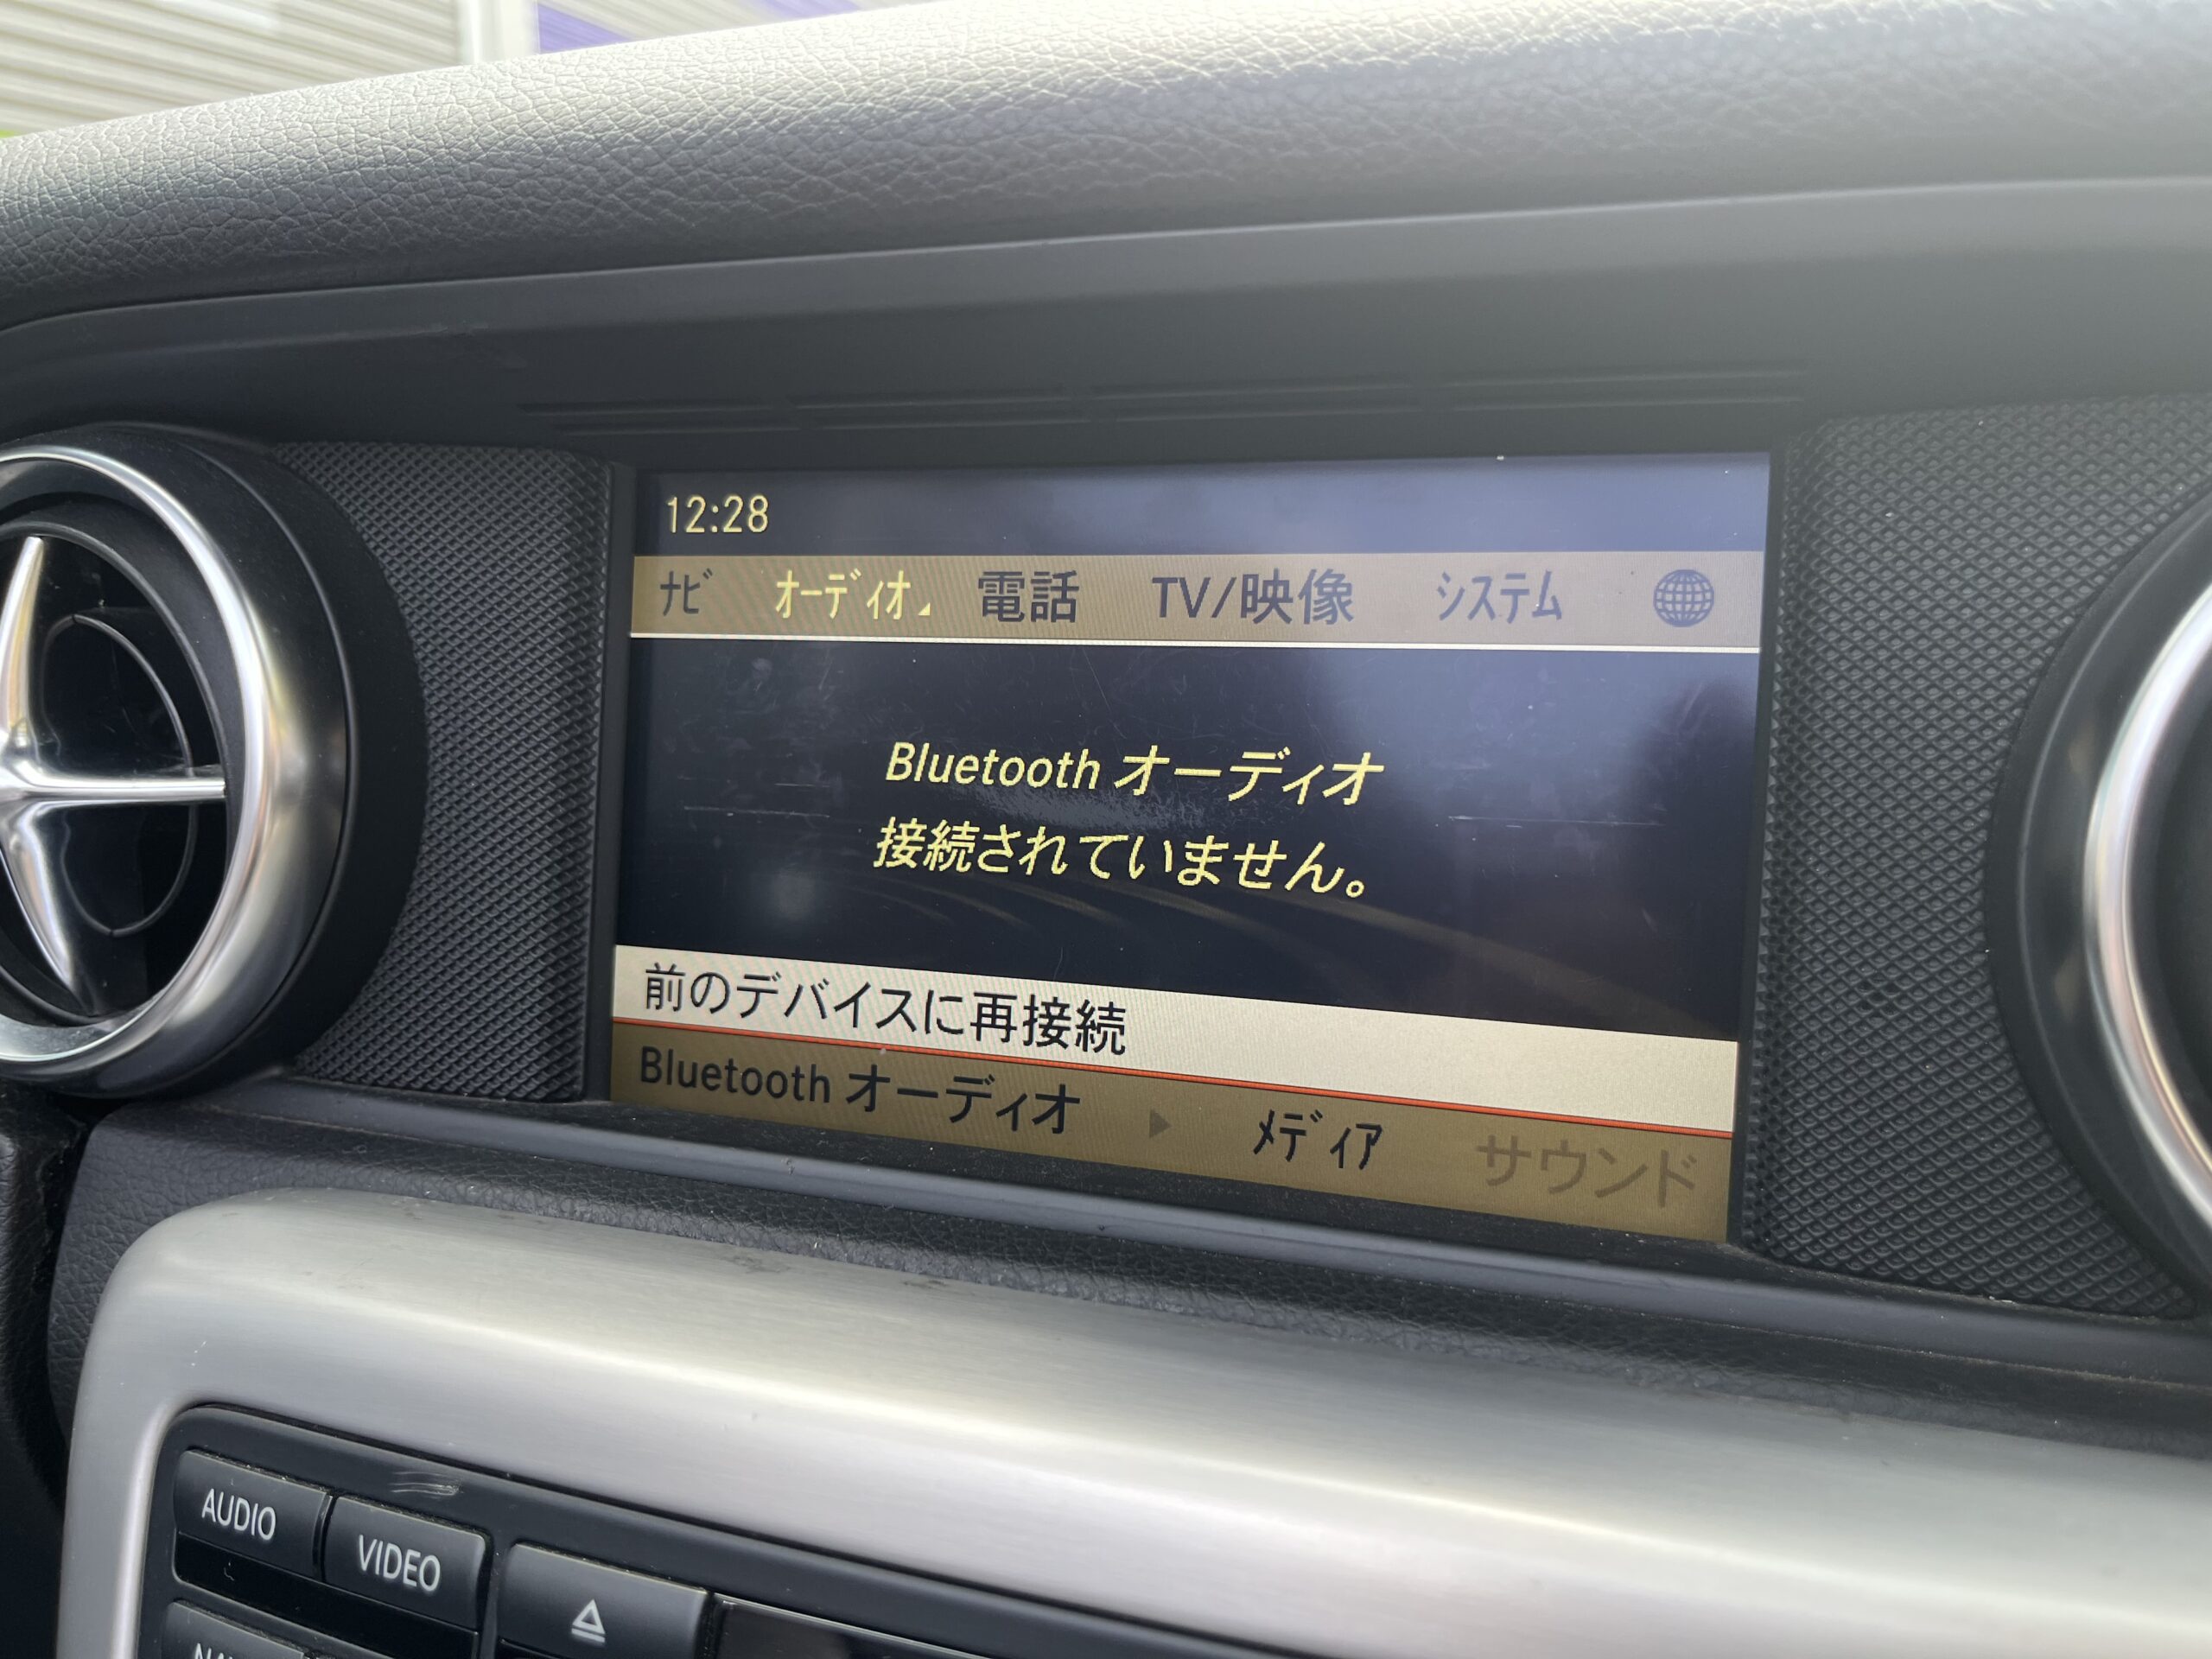 12:28
ﾅﾋﾞ ｵｰﾃﾞｨｵ 電話 TV/映像 ｼｽﾃﾑ
Bluetooth オーディオ
接続されていません。
前のデバイスに再接続
Bluetooth オーディオ ﾒﾃﾞｨｱ サウンド
AUDIO
VIDEO